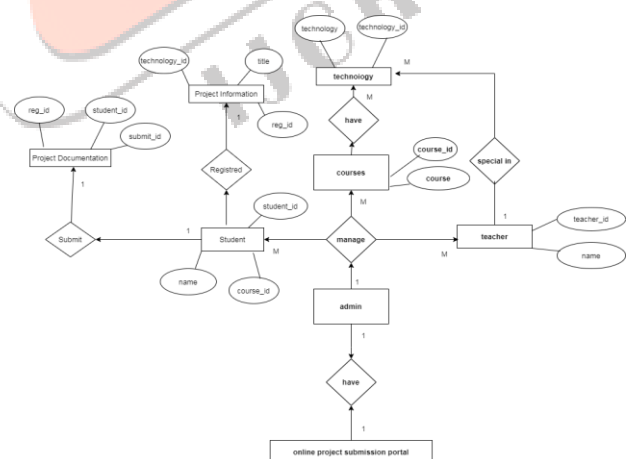 technology
technology_id
technology_id
title
technology
M
M
Project Information
reg_id
student_id
submit_id
1
reg_id
have
Project Documentation
course_id
special in
Registred
courses
course
1
student_id
M
1
teacher_id
Submit
1
Student
manage
teacher
M
M
name
name
course_id
1
admin
1
have
1
online project submission portal